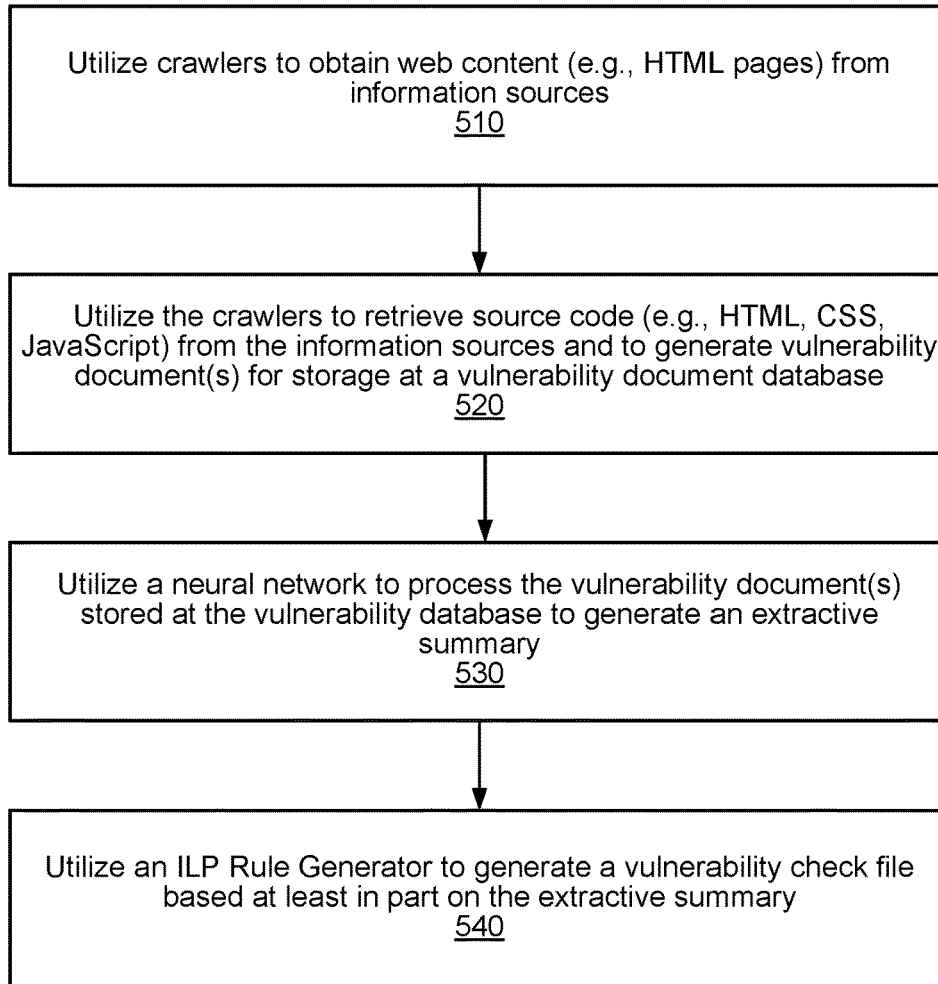 Utilize crawlers to obtain web content (e.g., HTML pages) from
information sources
510
Utilize the crawlers to retrieve source code (e.g., HTML, CSS,
JavaScript) from the information sources and to generate vulnerability
document(s) for storage at a vulnerability document database
520
Utilize a neural network to process the vulnerability document(s)
stored at the vulnerability database to generate an extractive
summary
530
Utilize an ILP Rule Generator to generate a vulnerability check file
based at least in part on the extractive summary
540